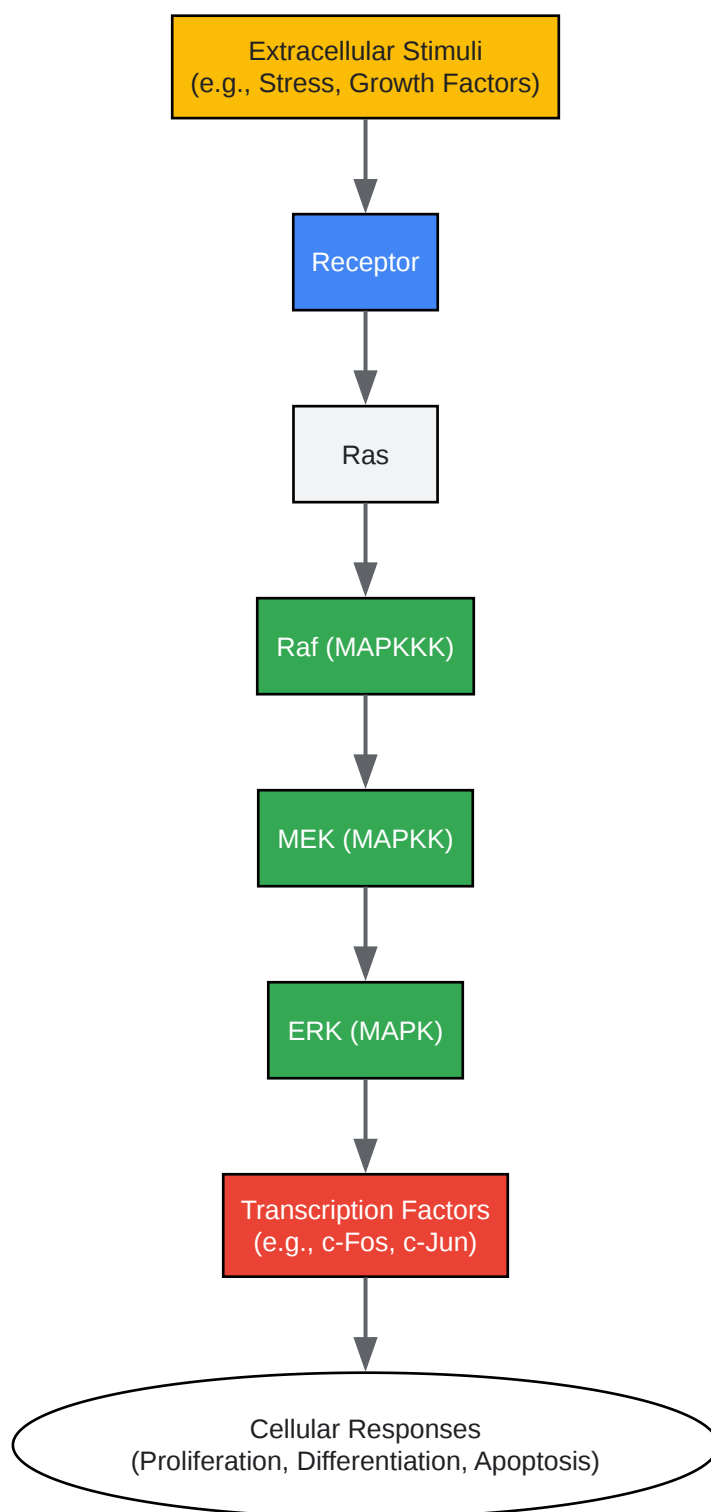 Extracellular Stimuli
(e.g., Stress, Growth Factors)
Receptor
Ras
Raf (MAPKKK)
MEK (MAPKK)
ERK (MAPK)
Transcription Factors
(e.g., c-Fos, c-Jun)
Cellular Responses
(Proliferation, Differentiation, Apoptosis)